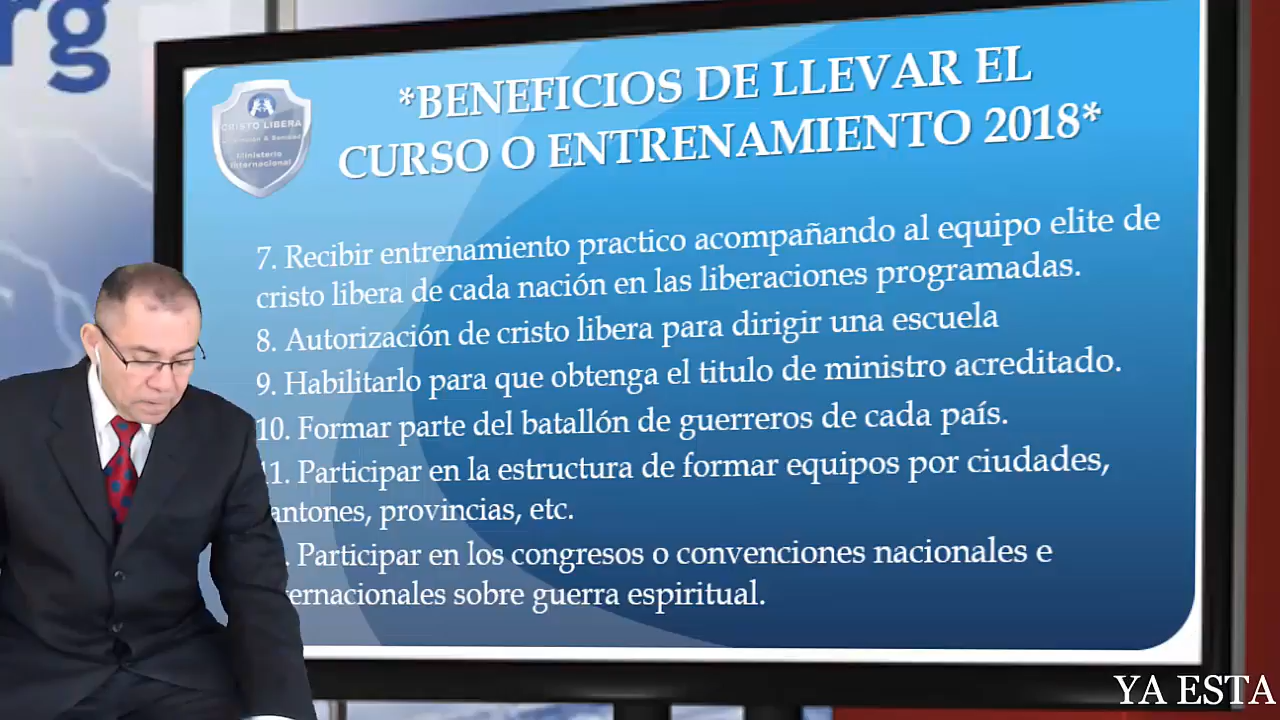 rg
CRISTO LIBERA
Ministerio
Internacional
*BENEFICIOS DE LLEVAR EL
CURSO O ENTRENAMIENTO 2018*
7. Recibir entrenamiento practico acompañando al equipo elite de
cristo libera de cada nación en las liberaciones programadas.
8. Autorización de cristo libera para dirigir una escuela
9. Habilitarlo para que obtenga el titulo de ministro acreditado.
10. Formar parte del batallón de guerreros de cada país.
11. Participar en la estructura de formar equipos por ciudades,
antones, provincias, etc.
. Participar en los congresos o convenciones nacionales e
ernacionales sobre guerra espiritual.
YA ESTA